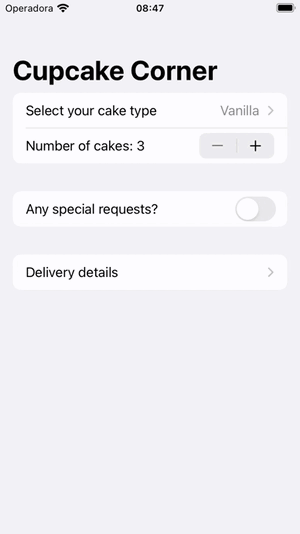 Operadora 08:47
Cupcake Corner
Select your cake type Vanilla
Number of cakes: 3
Any special requests?
Delivery details